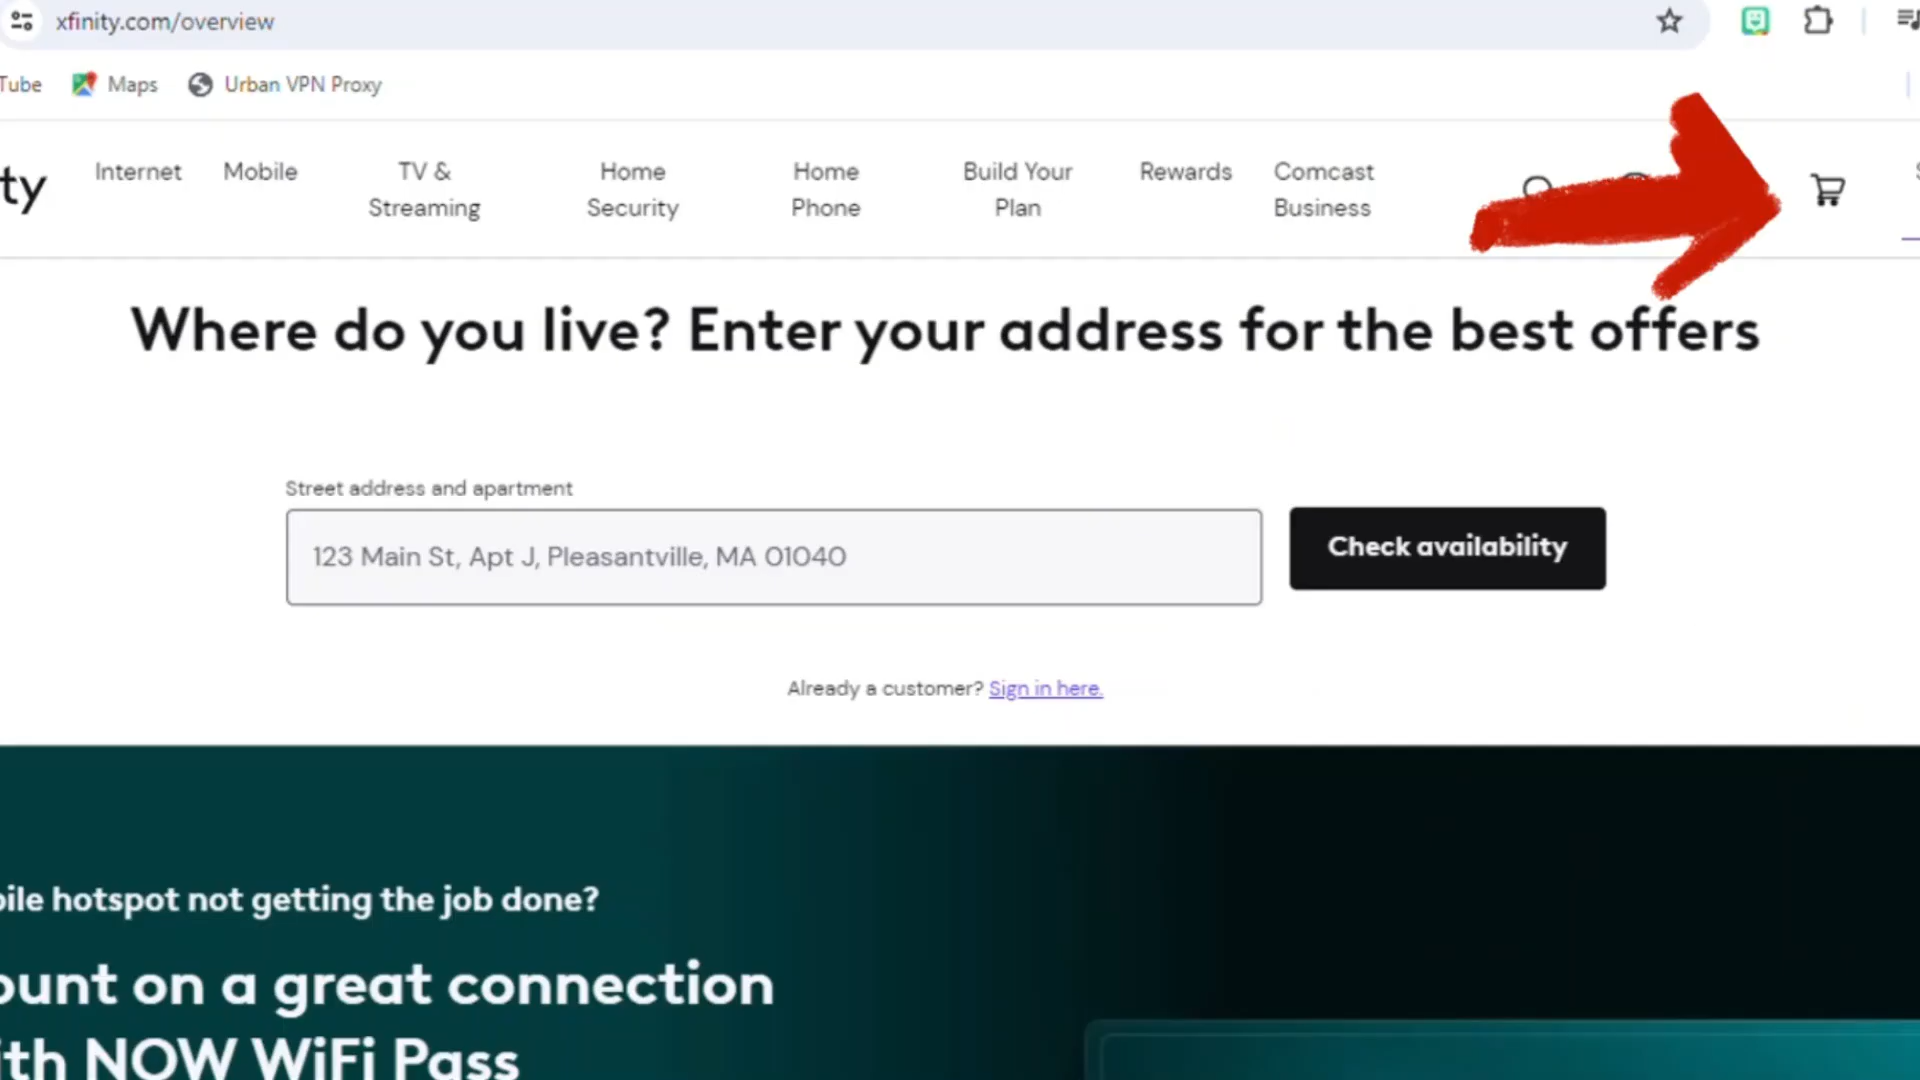 xfinity.com/overview
Tube Maps Urban VPN Proxy
ty Internet Mobile TV & Streaming Home Security Home Phone Build Your Plan Rewards Comcast Business
Where do you live? Enter your address for the best offers
Street address and apartment
123 Main St, Apt J, Pleasantville, MA 01040
Check availability
Already a customer? Sign in here.
ile hotspot not getting the job done?
ount on a great connection
ith NOW WiFi Pass